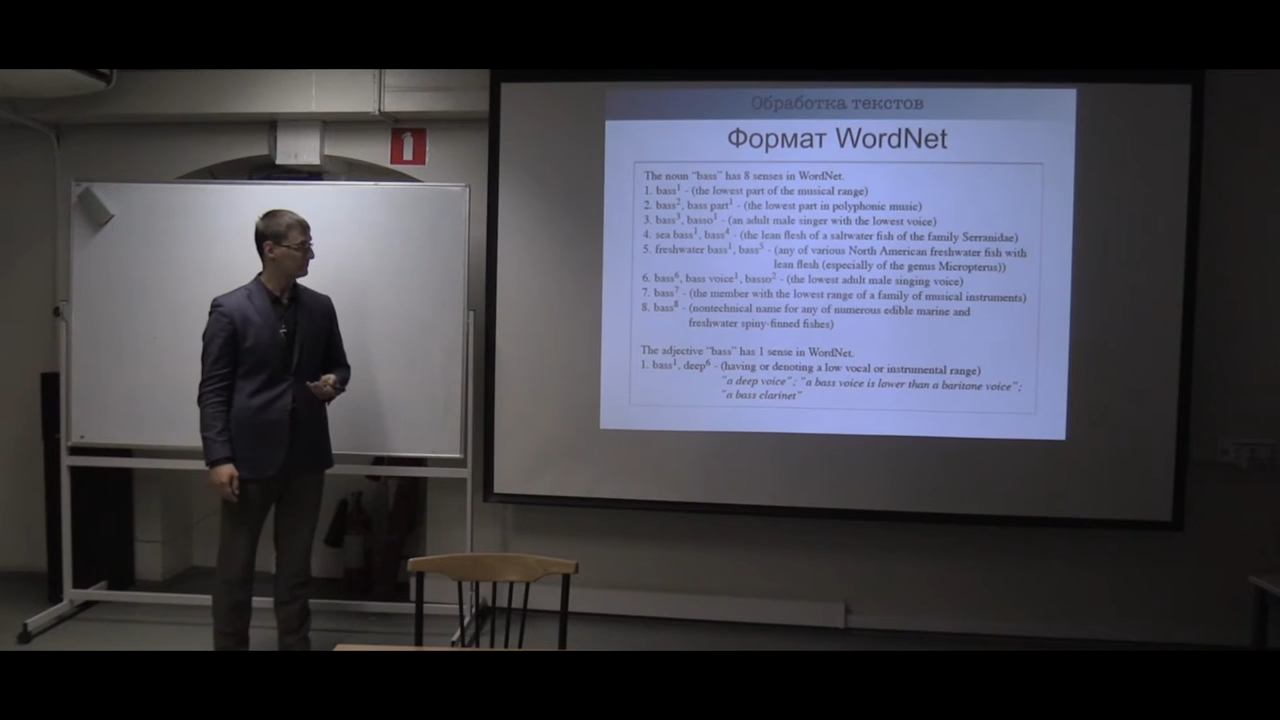 Обработка текстов
Формат WordNet
The noun “bass” has 8 senses in WordNet.
1. bass¹ - (the lowest part of the musical range)
2. bass², bass part¹ - (the lowest part in polyphonic music)
3. bass³, basso¹ - (an adult male singer with the lowest voice)
4. sea bass¹, bass⁴ - (the lean flesh of a saltwater fish of the family Serranidae)
5. freshwater bass¹, bass⁵ - (any of various North American freshwater fish with
lean flesh (especially of the genus Micropterus))
6. bass⁶, bass voice¹, basso² - (the lowest adult male singing voice)
7. bass⁷ - (the member with the lowest range of a family of musical instruments)
8. bass⁸ - (nontechnical name for any of numerous edible marine and
freshwater spiny-finned fishes)
The adjective “bass” has 1 sense in WordNet.
1. bass¹, deep⁶ - (having or denoting a low vocal or instrumental range)
"a deep voice"; "a bass voice is lower than a baritone voice";
"a bass clarinet"